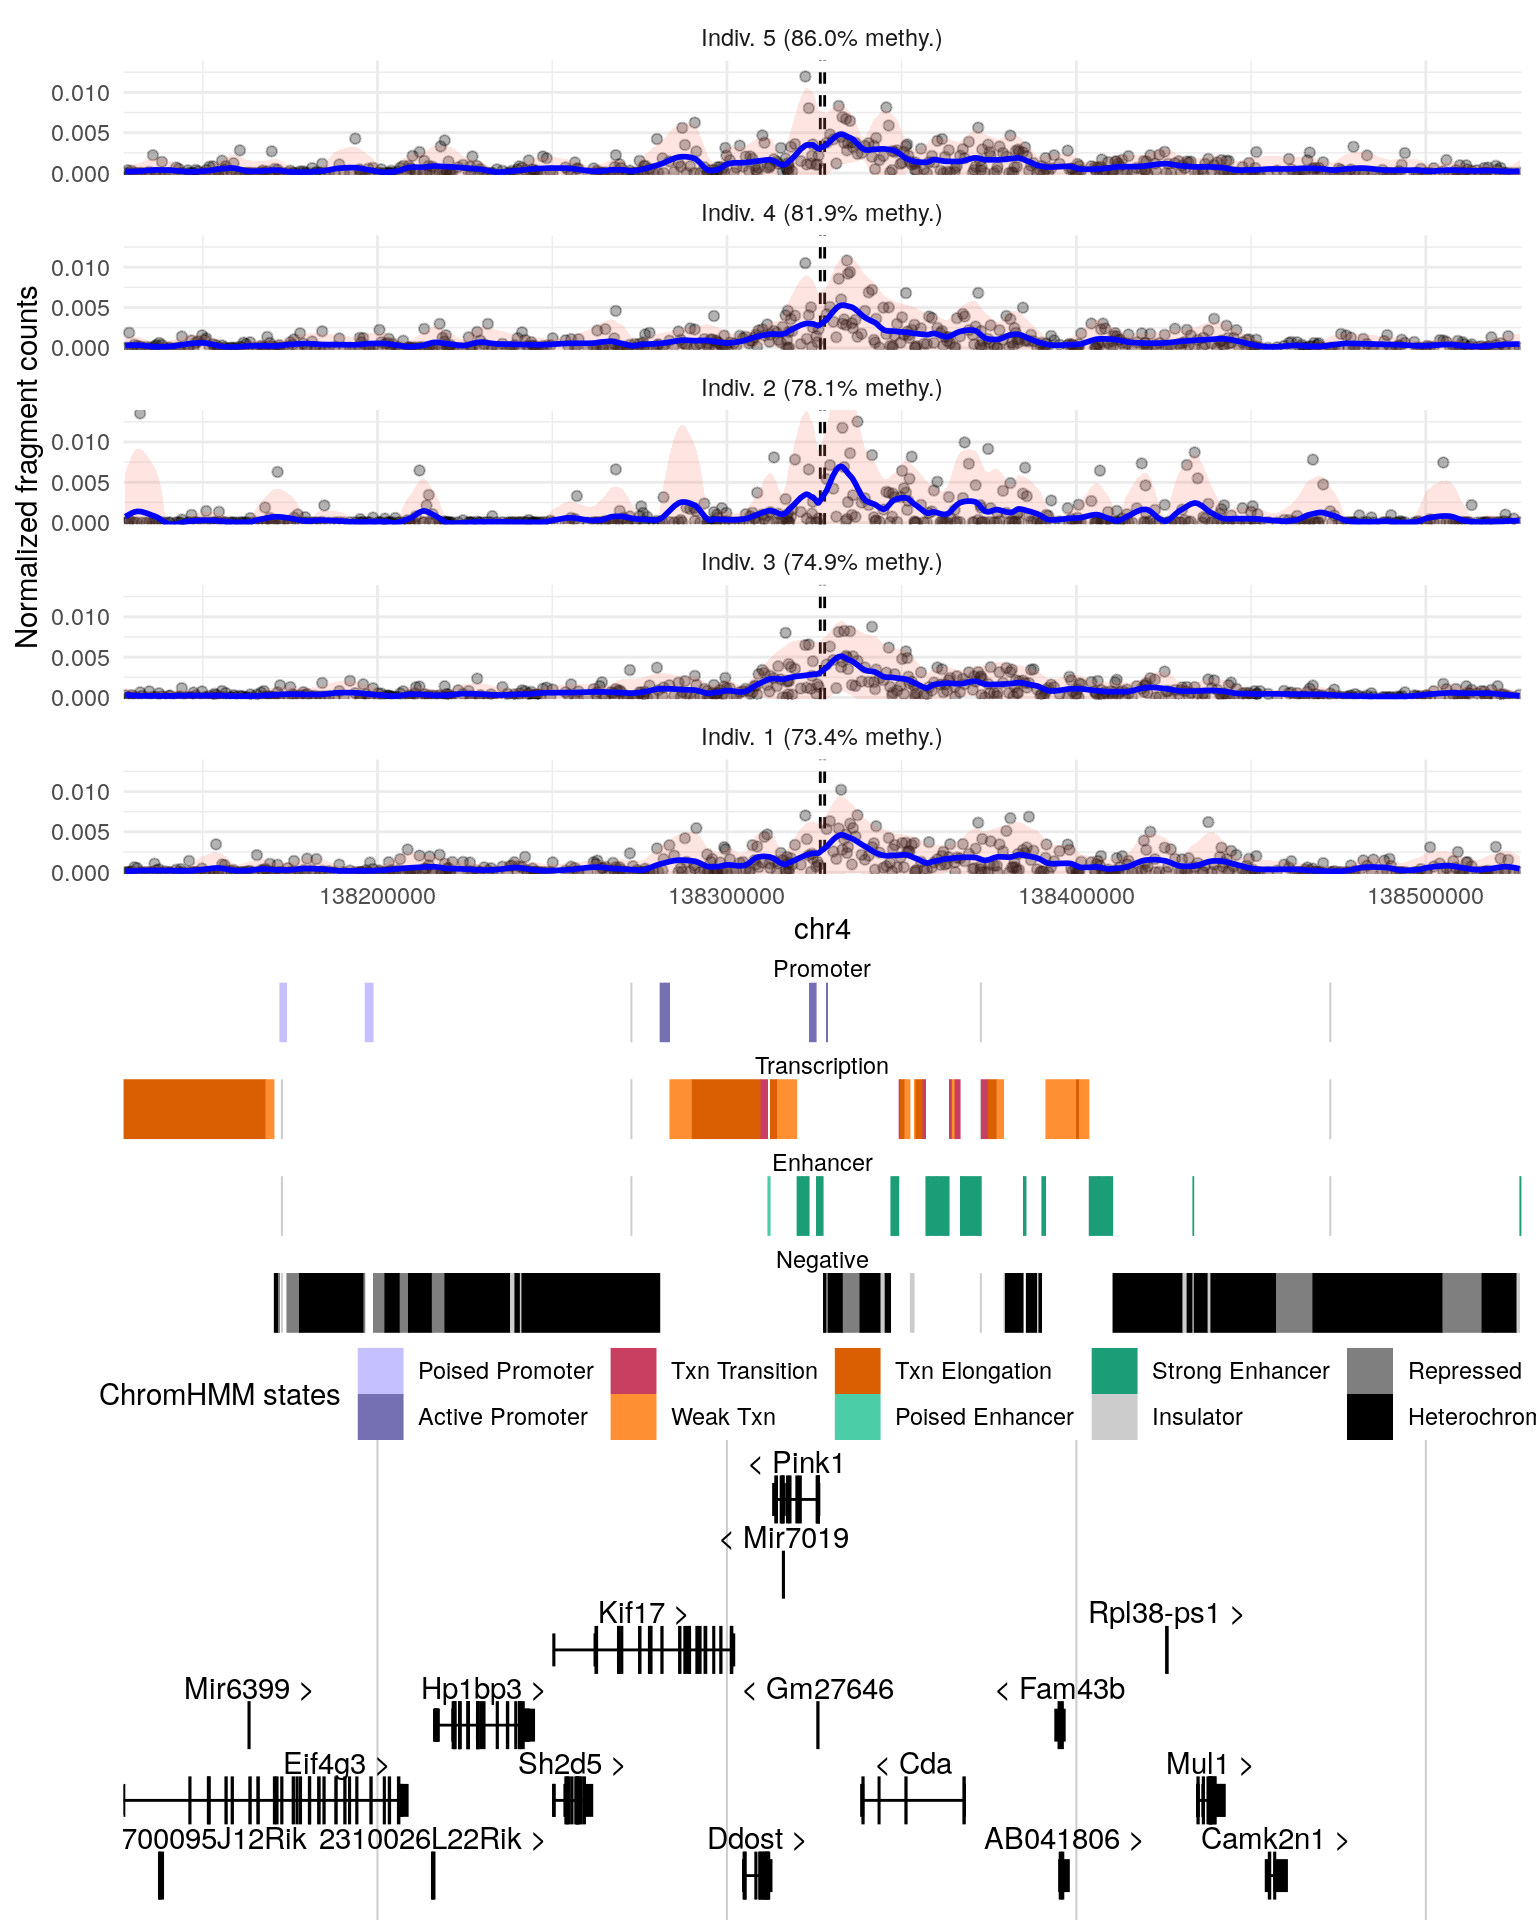 Indiv. 5 (86.0% methy.)
0.010
0.005
0.000
Indiv. 4 (81.9% methy.)
0.010
0.005
0.000
Indiv. 2 (78.1% methy.)
0.010
0.005
0.000
Indiv. 3 (74.9% methy.)
0.010
0.005
0.000
Indiv. 1 (73.4% methy.)
0.010
0.005
0.000
Normalized fragment counts
138200000 138300000 138400000 138500000
chr4
Promoter
Transcription
Enhancer
Negative
ChromHMM states
Poised Promoter Txn Transition Txn Elongation Strong Enhancer Repressed
Active Promoter Weak Txn Poised Enhancer Insulator Heterochrom
< Pink1
< Mir7019
Kif17 > Rpl38-ps1 >
Mir6399 > Hp1bp3 > < Gm27646 < Fam43b
Eif4g3 > Sh2d5 > < Cda Mul1 >
700095J12Rik 2310026L22Rik > Ddost > AB041806 > Camk2n1 >